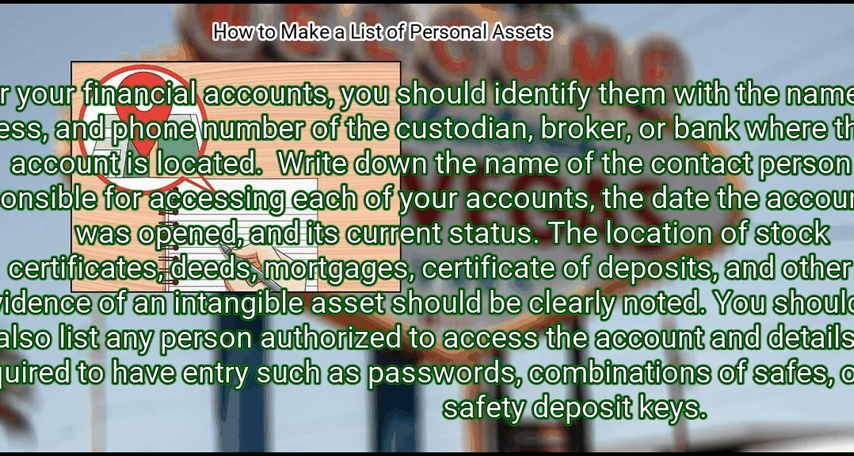 How to Make a List of Personal Assets
r your financial accounts, you should identify them with the name
ess, and phone number of the custodian, broker, or bank where th
account is located. Write down the name of the contact person
onsible for accessing each of your accounts, the date the accoun
was opened, and its current status. The location of stock
certificates, deeds, mortgages, certificate of deposits, and other
vidence of an intangible asset should be clearly noted. You should
also list any person authorized to access the account and details
quired to have entry such as passwords, combinations of safes, o
safety deposit keys.
WELCOME
VEGAS